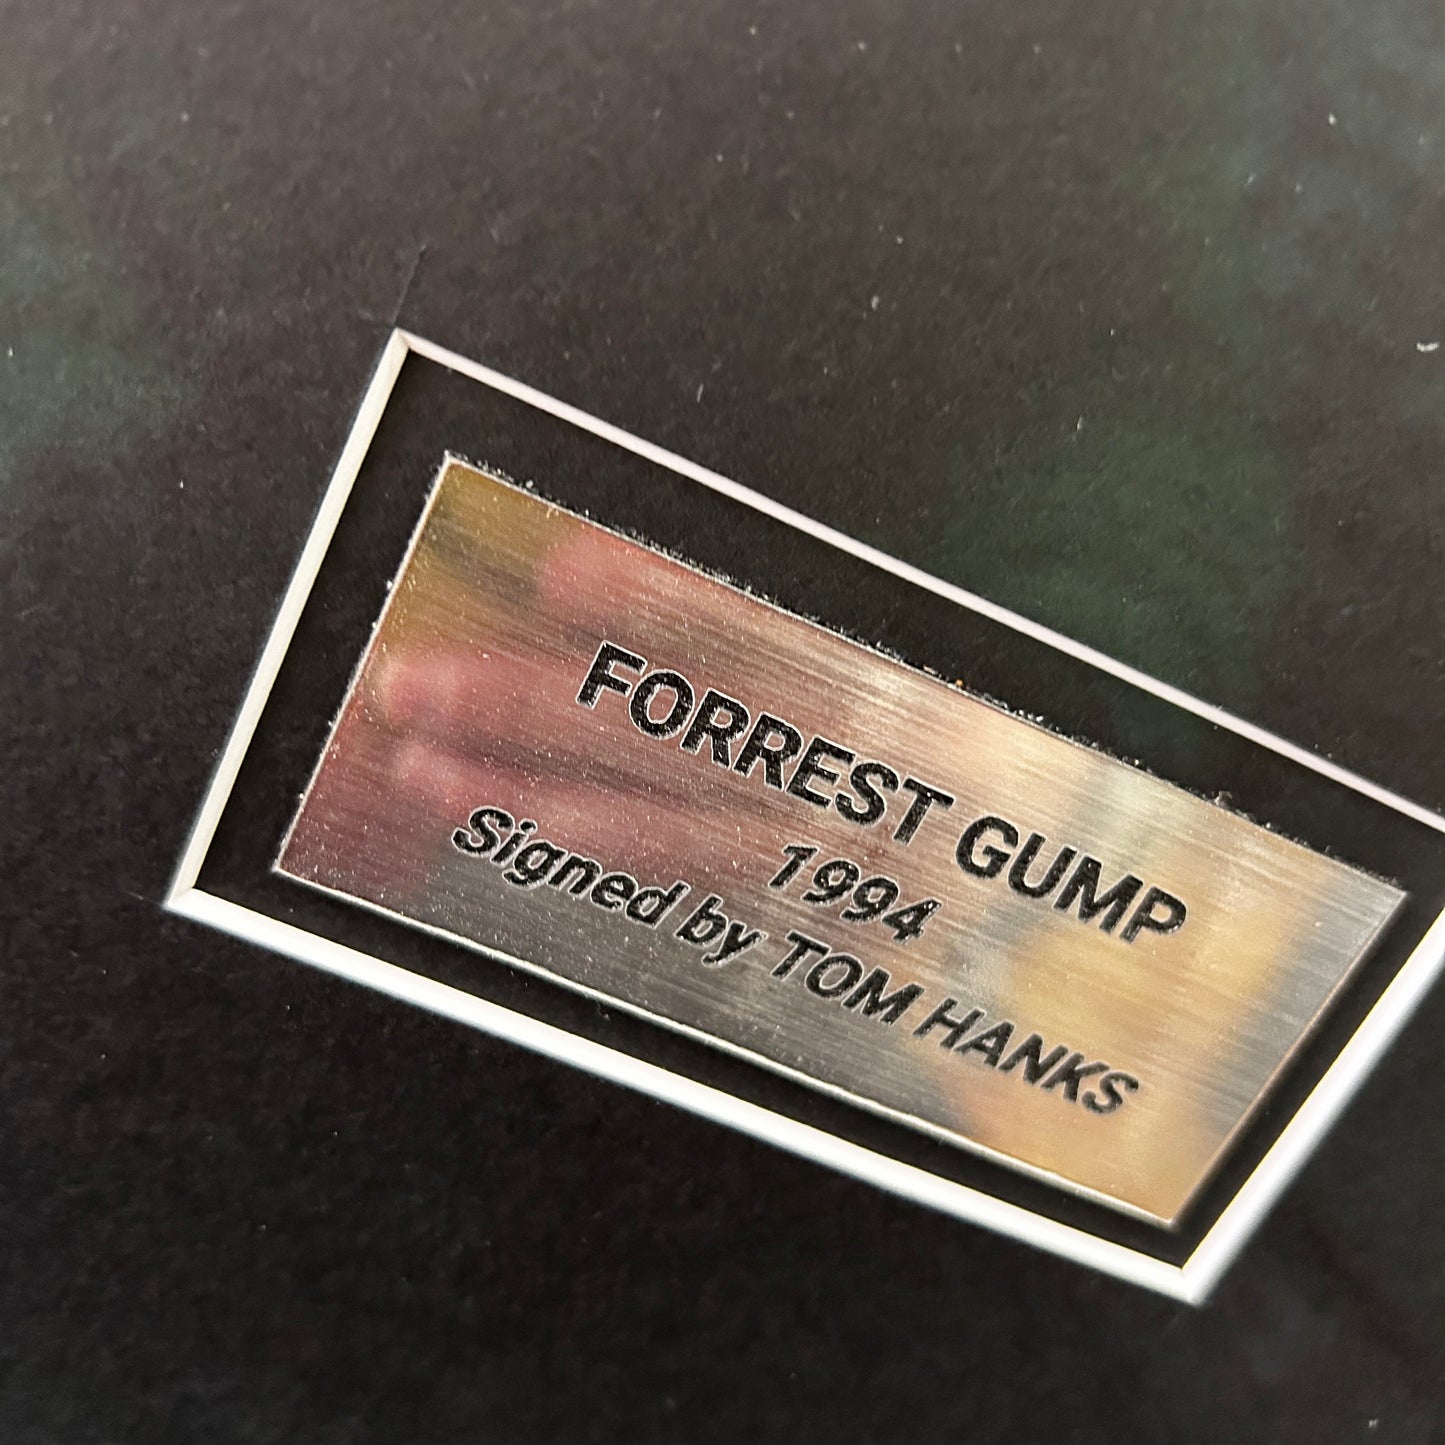 FORREST GUMP
1994
Signed by TOM HANKS